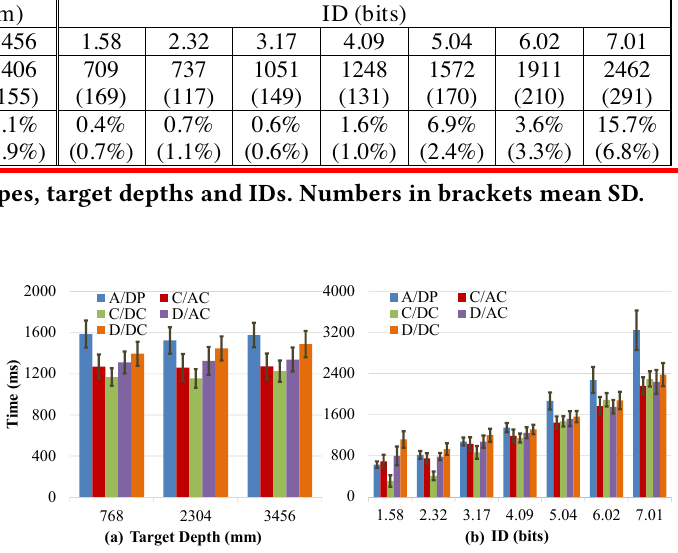 m) ID (bits)
456 1.58 2.32 3.17 4.09 5.04 6.02 7.01
406 709 737 1051 1248 1572 1911 2462
155) (169) (117) (149) (131) (170) (210) (291)
.1% 0.4% 0.7% 0.6% 1.6% 6.9% 3.6% 15.7%
.9%) (0.7%) (1.1%) (0.6%) (1.0%) (2.4%) (3.3%) (6.8%)
pes, target depths and IDs. Numbers in brackets mean SD.
2000
1600
1200
800
400
0
Time (ms)
A/DP C/AC
C/DC D/AC
D/DC
768 2304 3456
(a) Target Depth (mm)
4000
3200
2400
1600
800
0
A/DP C/AC
C/DC D/AC
D/DC
1.58 2.32 3.17 4.09 5.04 6.02 7.01
(b) ID (bits)